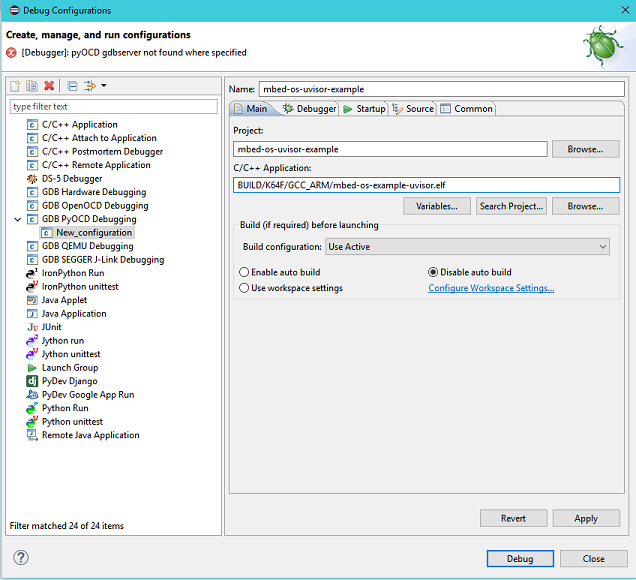 Debug Configurations
Create, manage, and run configurations
[Debugger]: pyOCD gdbserver not found where specified
type filter text
C/C++ Application
C/C++ Attach to Application
C/C++ Postmortem Debugger
C/C++ Remote Application
DS-5 Debugger
GDB Hardware Debugging
GDB OpenOCD Debugging
GDB PyOCD Debugging
New_configuration
GDB QEMU Debugging
GDB SEGGER J-Link Debugging
IronPython Run
IronPython unittest
Java Applet
Java Application
JUnit
Jython run
Jython unittest
Launch Group
PyDev Django
PyDev Google App Run
Python Run
Python unittest
Remote Java Application
Filter matched 24 of 24 items
Name: mbed-os-uvisor-example
Main Debugger Startup Source Common
Project:
mbed-os-uvisor-example Browse...
C/C++ Application:
BUILD/K64F/GCC_ARM/mbed-os-example-uvisor.elf
Variables... Search Project... Browse...
Build (if required) before launching
Build configuration: Use Active
Enable auto build Disable auto build
Use workspace settings Configure Workspace Settings...
Revert Apply
? Debug Close